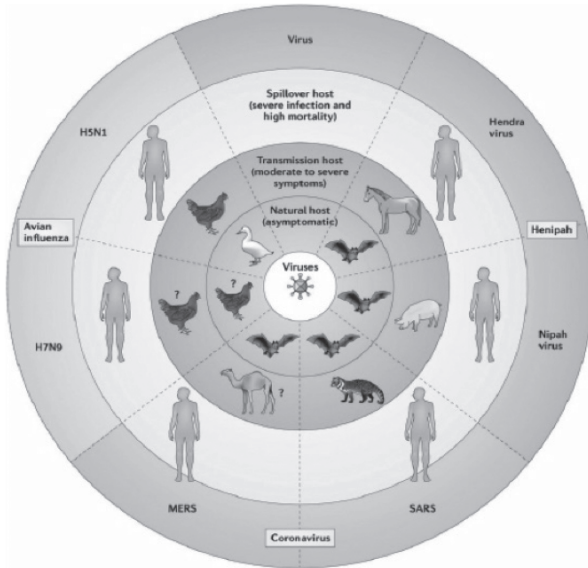 Virus
Spillover host
(severe infection and
high mortality)
H5N1
Hendra
virus
Transmission host
(moderate to severe
symptoms)
Natural host
(asymptomatic)
Avian
influenza
Henipah
Viruses
?
?
H7N9
Nipah
virus
?
MERS
SARS
Coronavirus